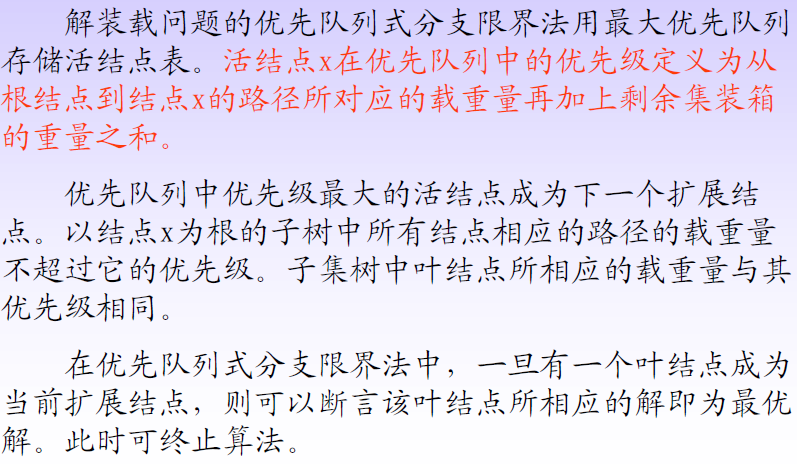 解装载问题的优先队列式分支限界法用最大优先队列
存储活结点表。活结点x在优先队列中的优先级定义为从
根结点到结点x的路径所对应的载重量再加上剩余集装箱
的重量之和。
优先队列中优先级最大的活结点成为下一个扩展结
点。以结点x为根的子树中所有结点相应的路径的载重量
不超过它的优先级。子集树中叶结点所相应的载重量与其
优先级相同。
在优先队列式分支限界法中，一旦有一个叶结点成为
当前扩展结点，则可以断言该叶结点所相应的解即为最优
解。此时可终止算法。